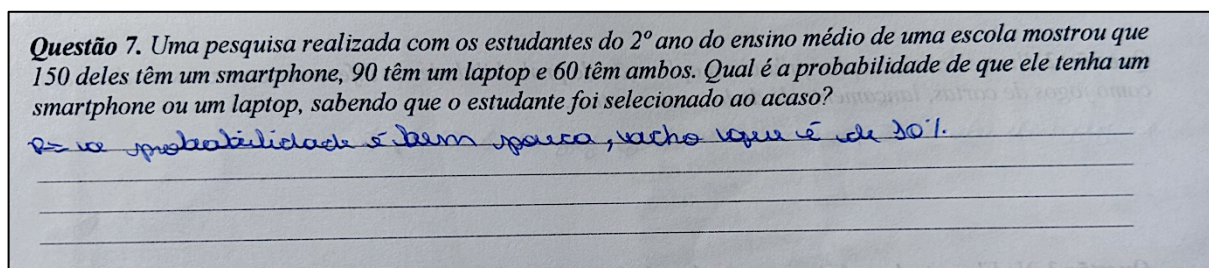 Questão 7. Uma pesquisa realizada com os estudantes do 2º ano do ensino médio de uma escola mostrou que
150 deles têm um smartphone, 90 têm um laptop e 60 têm ambos. Qual é a probabilidade de que ele tenha um
smartphone ou um laptop, sabendo que o estudante foi selecionado ao acaso?
R= a probabilidade é bem pouca, acho que é de 10%.